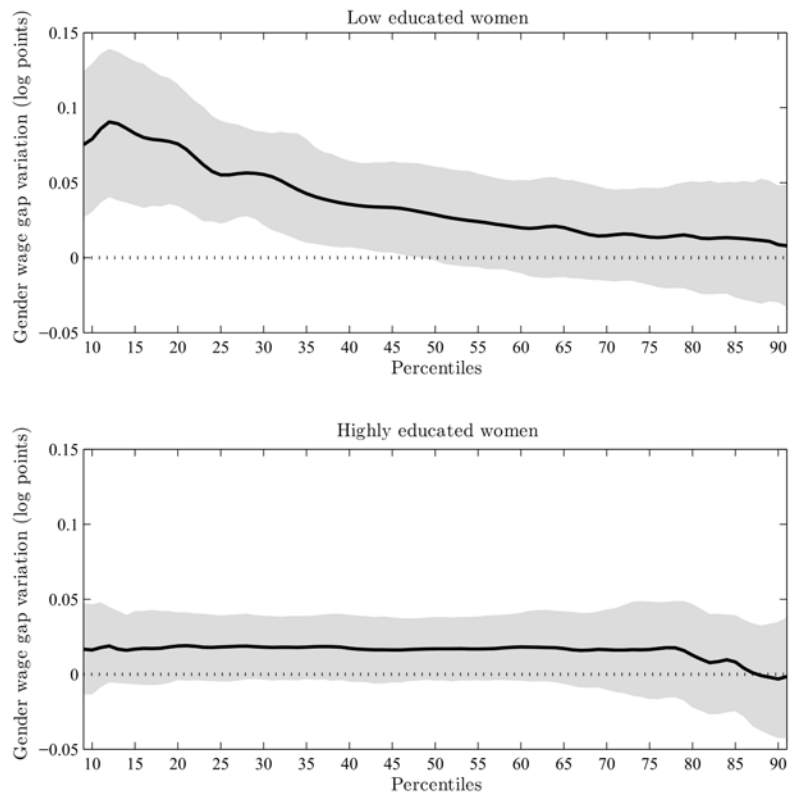 Low educated women
Gender wage gap variation (log points)
0.15
0.1
0.05
0
−0.05
10 15 20 25 30 35 40 45 50 55 60 65 70 75 80 85 90
Percentiles
Highly educated women
Gender wage gap variation (log points)
0.15
0.1
0.05
0
−0.05
10 15 20 25 30 35 40 45 50 55 60 65 70 75 80 85 90
Percentiles